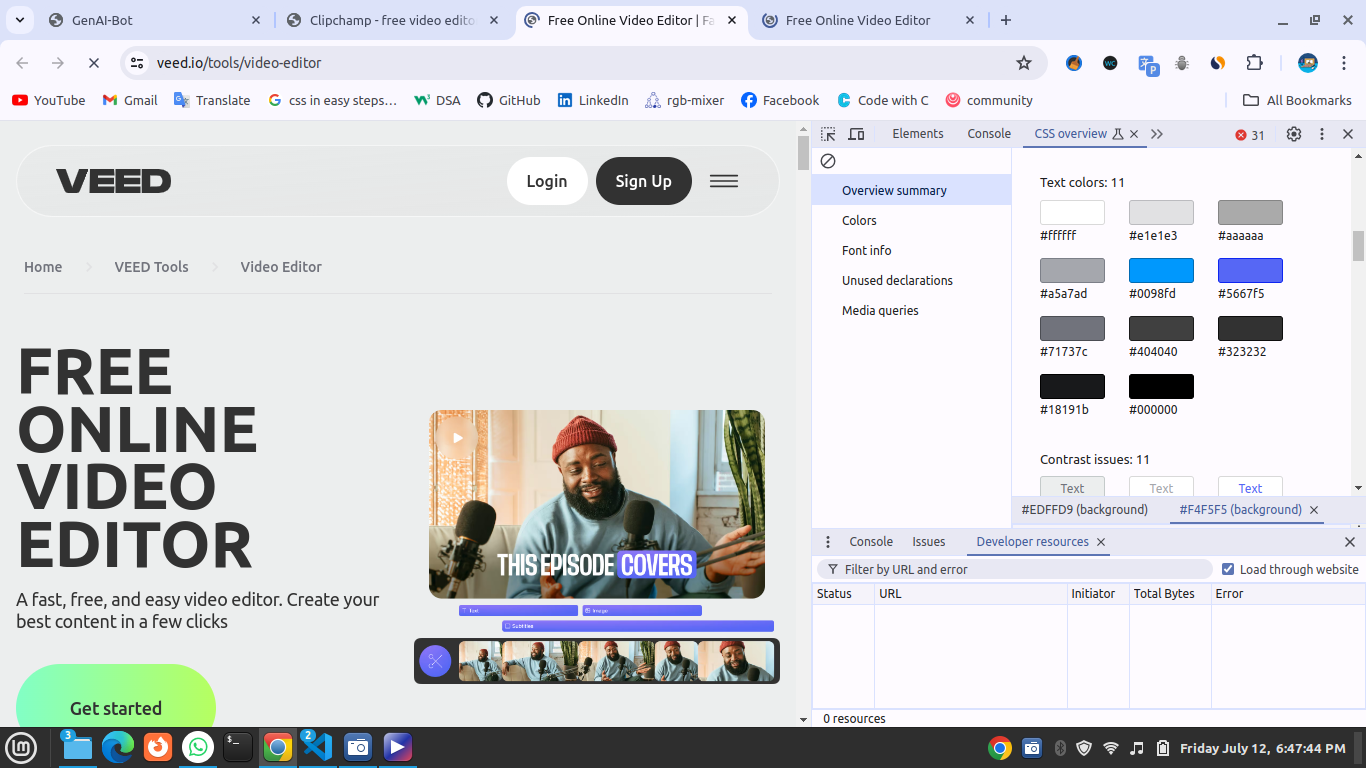 GenAI-Bot
Clipchamp - free video edito
Free Online Video Editor | Fa
Free Online Video Editor
veed.io/tools/video-editor
YouTube
Gmail
Translate
css in easy steps...
DSA
GitHub
LinkedIn
rgb-mixer
Facebook
Code with C
community
All Bookmarks
VEED
Login
Sign Up
Home
VEED Tools
Video Editor
FREE
ONLINE
VIDEO
EDITOR
A fast, free, and easy video editor. Create your
best content in a few clicks
Get started
THIS EPISODE COVERS
Text
Image
Subtitles
Elements
Console
CSS overview
31
Overview summary
Colors
Font info
Unused declarations
Media queries
Text colors: 11
#ffffff
#e1e1e3
#aaaaaa
#a5a7ad
#0098fd
#5667f5
#71737c
#404040
#323232
#18191b
#000000
Contrast issues: 11
Text
Text
Text
#EDFFD9 (background)
#F4F5F5 (background)
Console
Issues
Developer resources
Filter by URL and error
Load through website
Status
URL
Initiator
Total Bytes
Error
0 resources
3
$_
2
Friday July 12, 6:47:44 PM